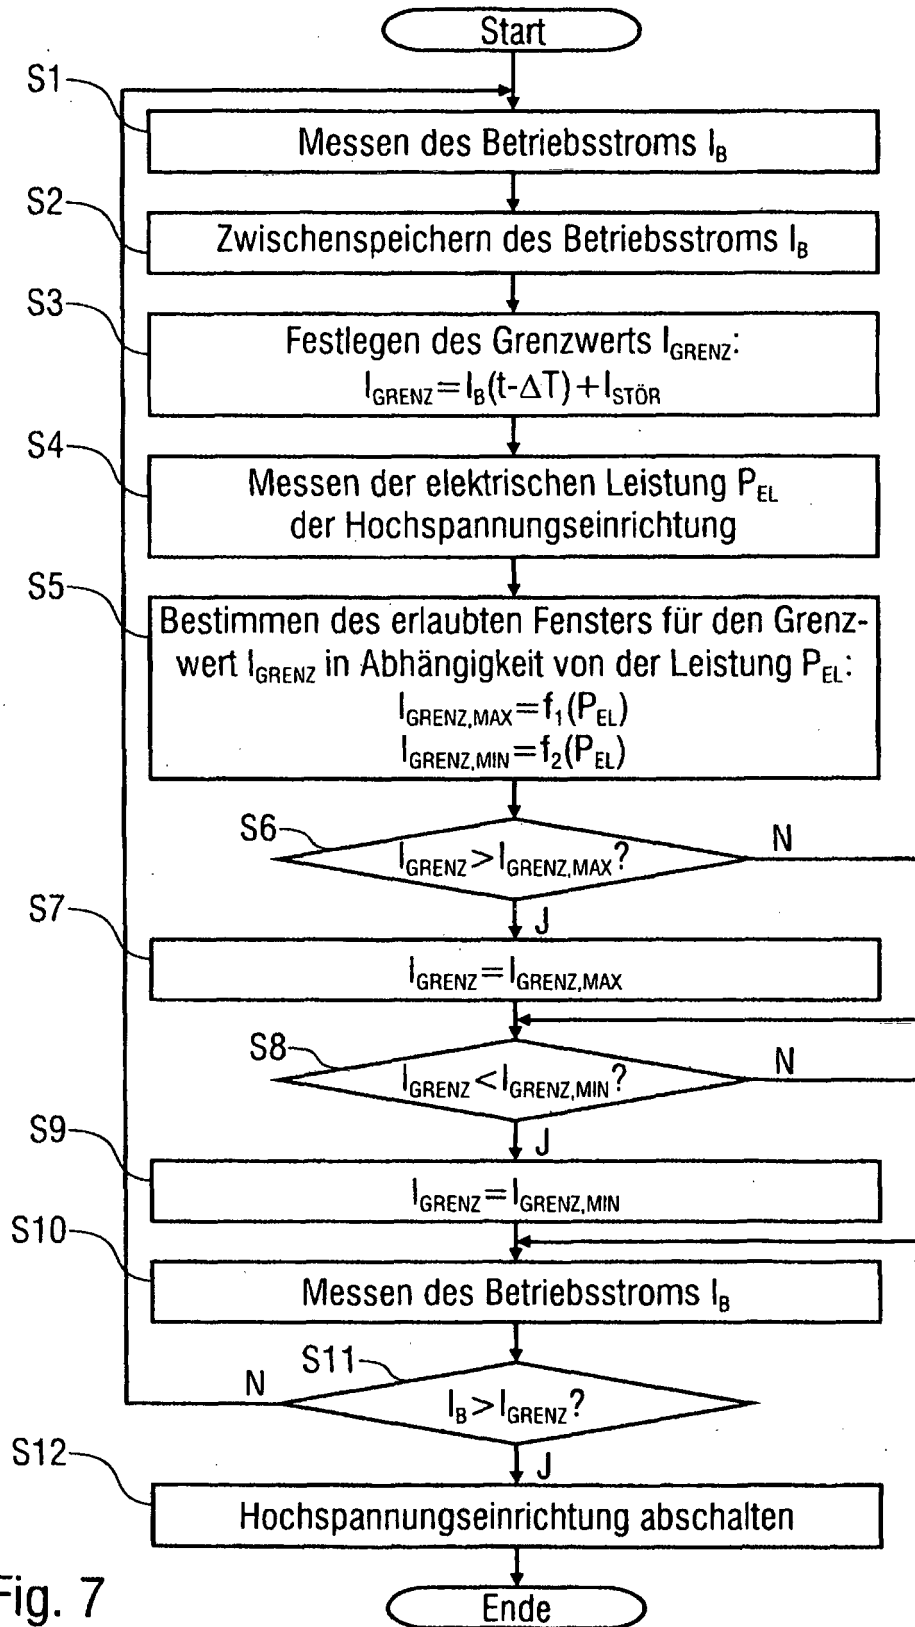 Start
S1
Messen des Betriebsstroms I_B
S2
Zwischenspeichern des Betriebsstroms I_B
S3
Festlegen des Grenzwerts I_GRENZ:
I_GRENZ=I_B(t-ΔT)+I_STÖR
S4
Messen der elektrischen Leistung P_EL
der Hochspannungseinrichtung
S5
Bestimmen des erlaubten Fensters für den Grenz-
wert I_GRENZ in Abhängigkeit von der Leistung P_EL:
I_GRENZ,MAX=f_1(P_EL)
I_GRENZ,MIN=f_2(P_EL)
S6
I_GRENZ>I_GRENZ,MAX?
N
J
S7
I_GRENZ=I_GRENZ,MAX
S8
I_GRENZ<I_GRENZ,MIN?
N
J
S9
I_GRENZ=I_GRENZ,MIN
S10
Messen des Betriebsstroms I_B
S11
N
I_B>I_GRENZ?
J
S12
Hochspannungseinrichtung abschalten
Ende
Fig. 7